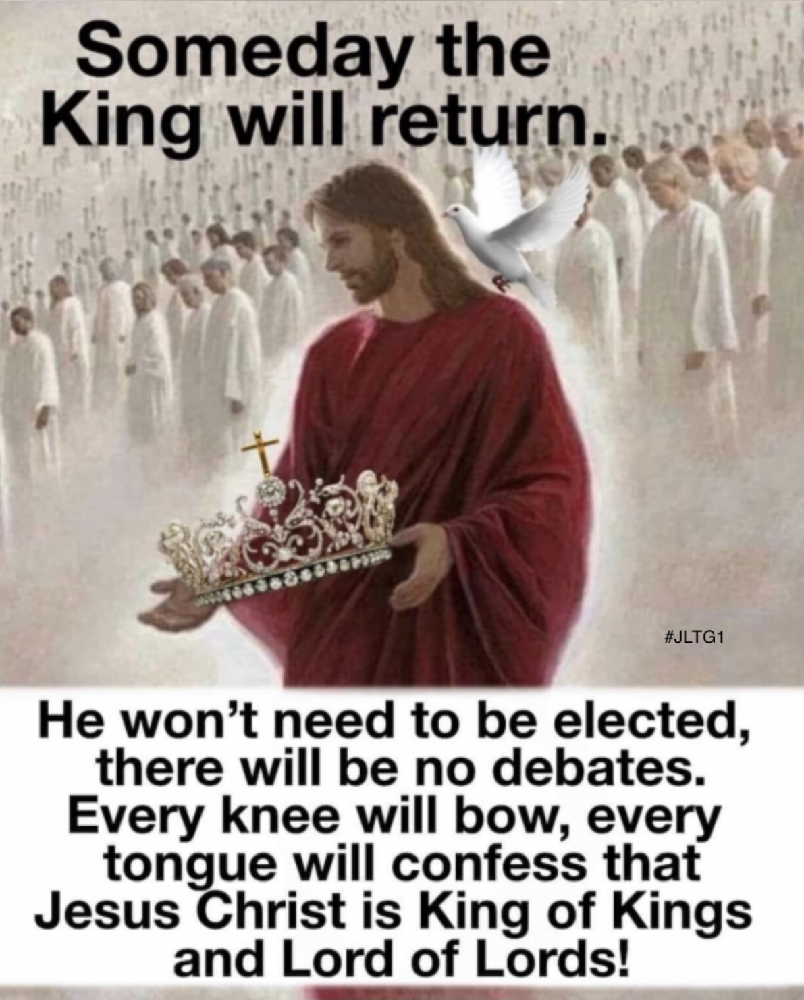 Someday the
King will return.
#JLTG1
He won’t need to be elected,
there will be no debates.
Every knee will bow, every
tongue will confess that
Jesus Christ is King of Kings
and Lord of Lords!